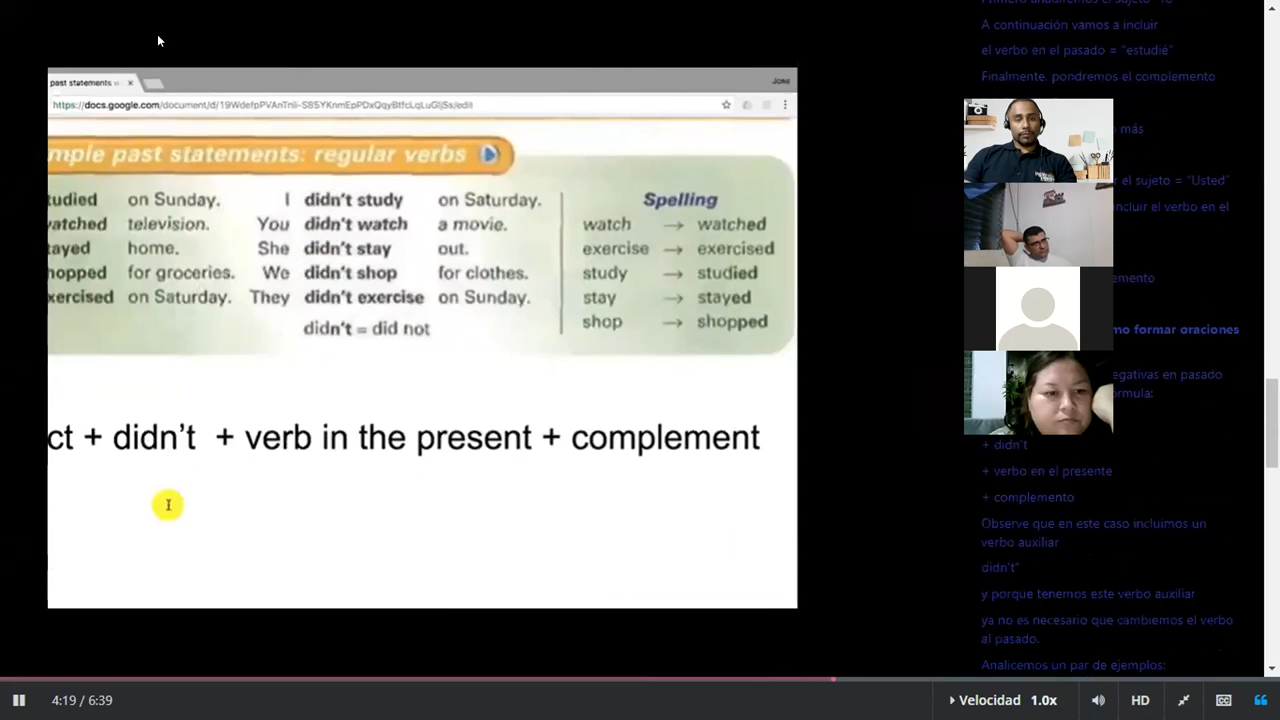 A continuación vamos a incluir
el verbo en el pasado = "estudié"
Finalmente, pondremos el complemento
past statements
Jose
https://docs.google.com/document/d/19WdefpPVAnTnli-S85YKnmEpPDxQqyBtfcLqLuGljSs/edit
mple past statements: regular verbs
tudied on Sunday. I didn't study on Saturday. Spelling
atched television. You didn't watch a movie. watch → watched
tayed home. She didn't stay out. exercise → exercised
hopped for groceries. We didn't shop for clothes. study → studied
xercised on Saturday. They didn't exercise on Sunday. stay → stayed
didn't = did not shop → shopped
ct + didn't + verb in the present + complement
más
r el sujeto = "Usted"
ncluir el verbo en el
emento
mo formar oraciones
egativas en pasado
órmula:
+ didn't
+ verbo en el presente
+ complemento
Observe que en este caso incluimos un
verbo auxiliar
didn't"
y porque tenemos este verbo auxiliar
ya no es necesario que cambiemos el verbo
al pasado.
Analicemos un par de ejemplos:
4:19 / 6:39
Velocidad 1.0x
HD
CC